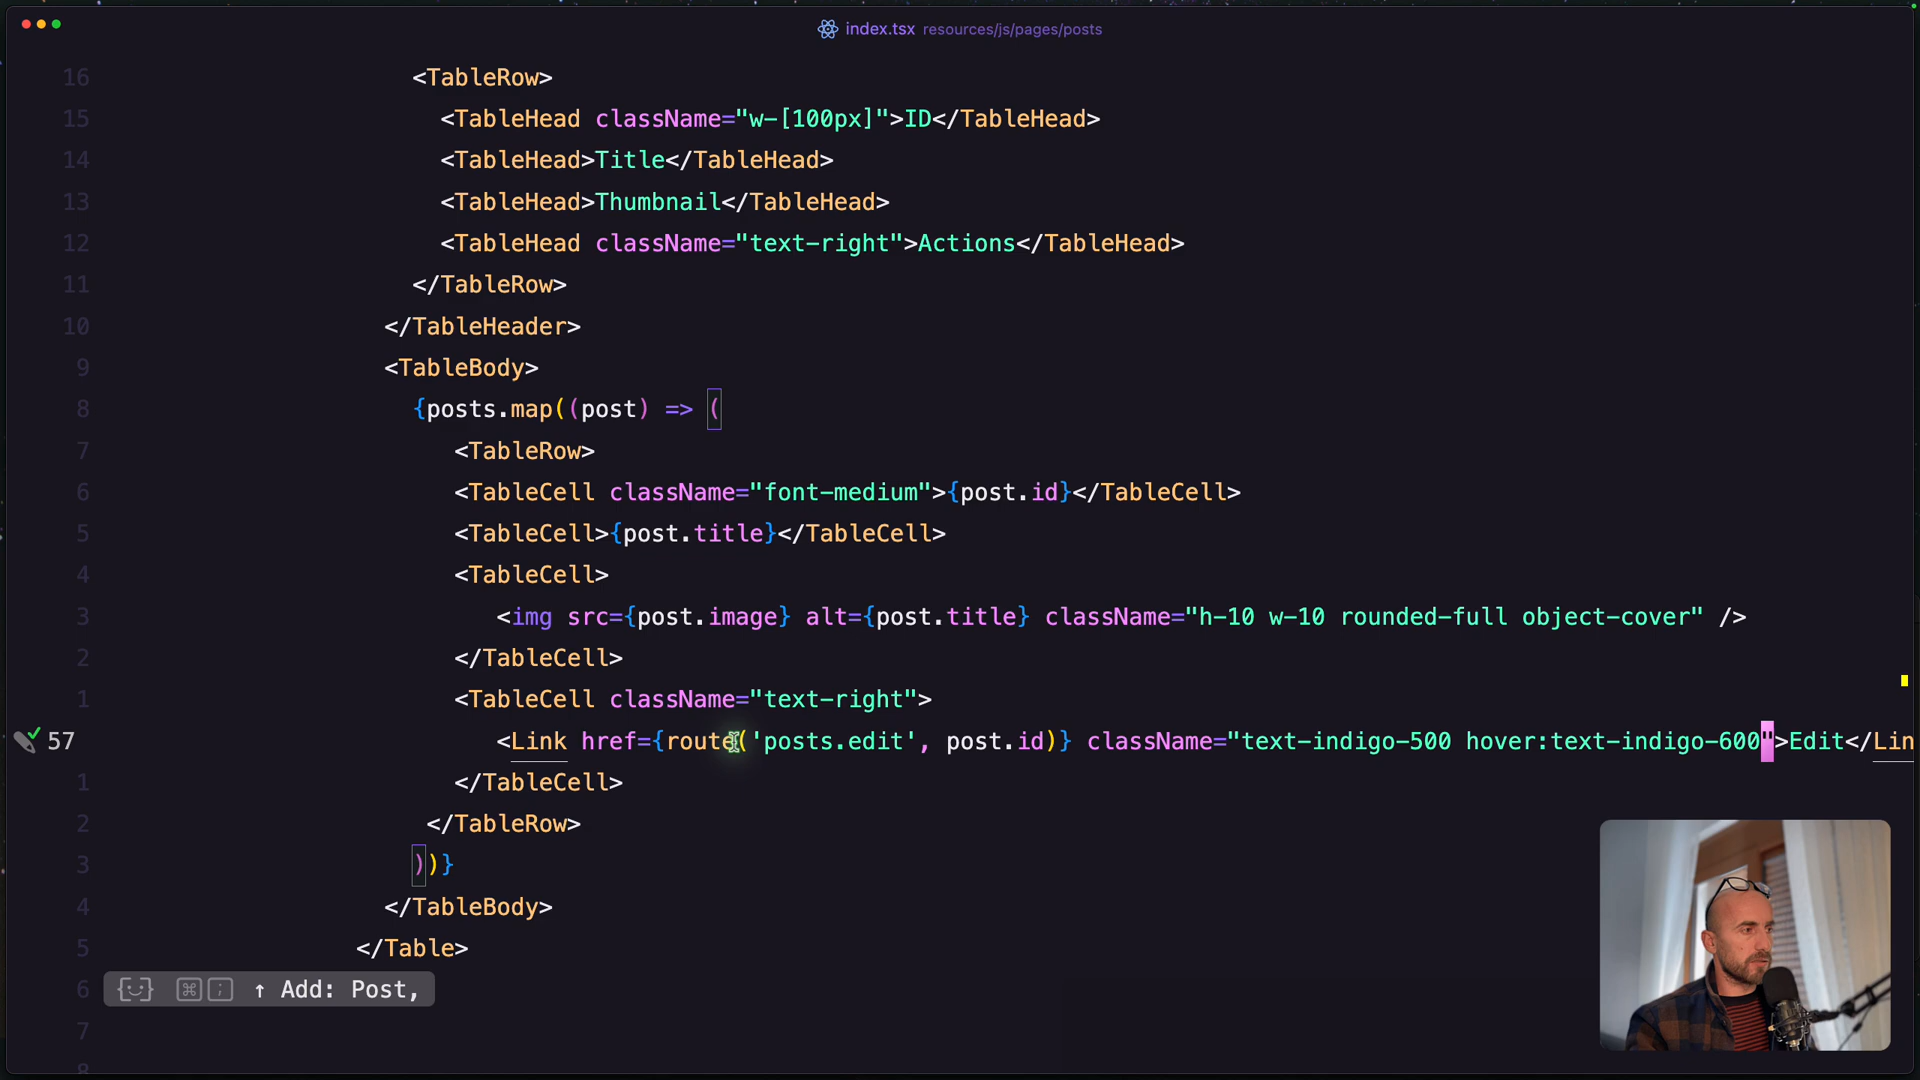 index.tsx resources/js/pages/posts
16 <TableRow>
15 <TableHead className="w-[100px]">ID</TableHead>
14 <TableHead>Title</TableHead>
13 <TableHead>Thumbnail</TableHead>
12 <TableHead className="text-right">Actions</TableHead>
11 </TableRow>
10 </TableHeader>
9 <TableBody>
8 {posts.map((post) => (
7 <TableRow>
6 <TableCell className="font-medium">{post.id}</TableCell>
5 <TableCell>{post.title}</TableCell>
4 <TableCell>
3 <img src={post.image} alt={post.title} className="h-10 w-10 rounded-full object-cover" />
2 </TableCell>
1 <TableCell className="text-right">
57 <Link href={route('posts.edit', post.id)} className="text-indigo-500 hover:text-indigo-600">Edit</Lin
1 </TableCell>
2 </TableRow>
3 ))}
4 </TableBody>
5 </Table>
6 {··} ⌘ ; ↑ Add: Post,
7
8